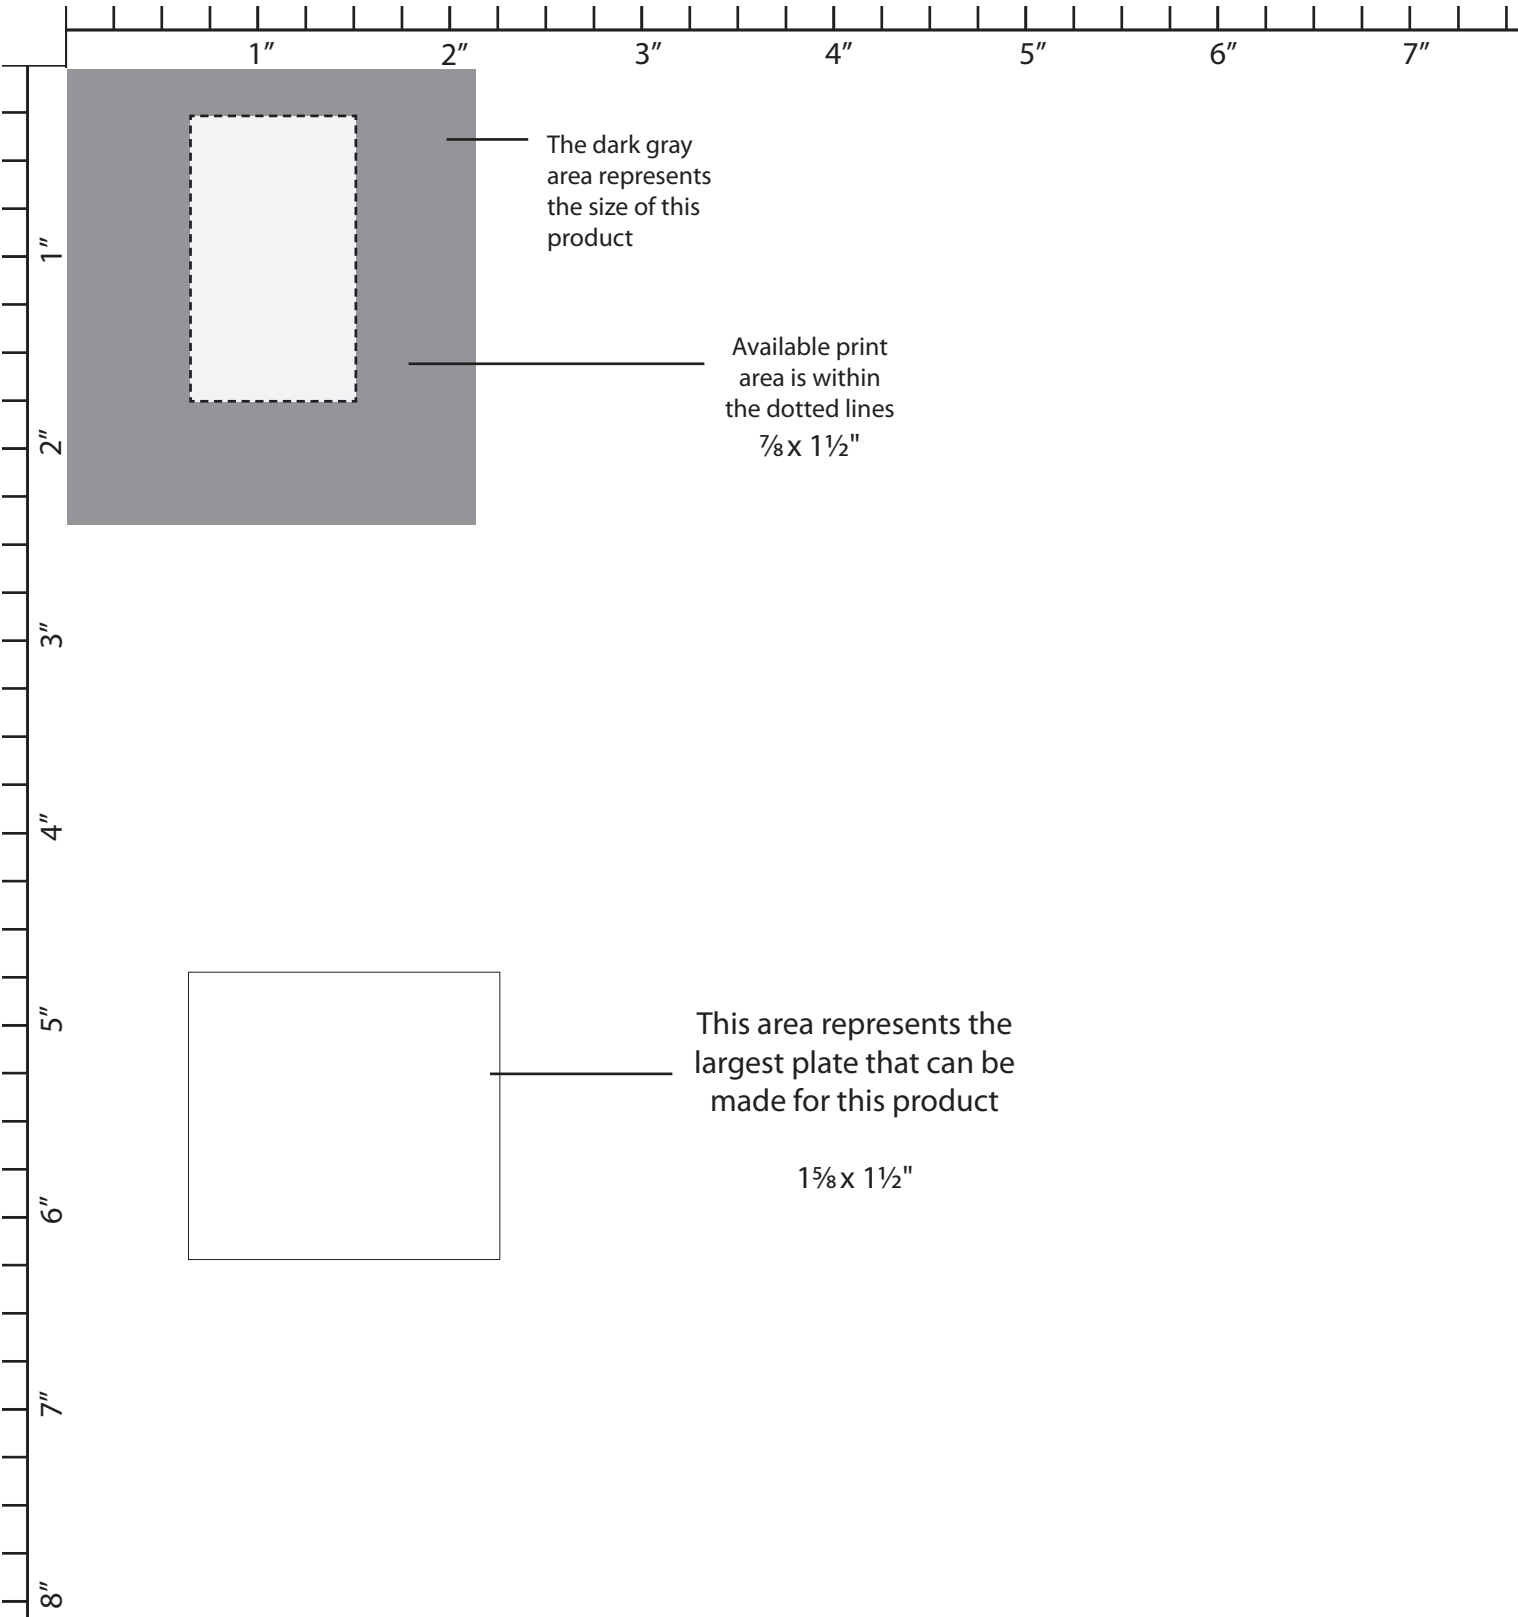 1″ 2″ 3″ 4″ 5″ 6″ 7″
The dark gray
area represents
the size of this
product
1″
Available print
area is within
the dotted lines
⅞ x 1½"
2″
3″
4″
This area represents the
largest plate that can be
made for this product
5″
1⅝ x 1½"
6″
7″
8″